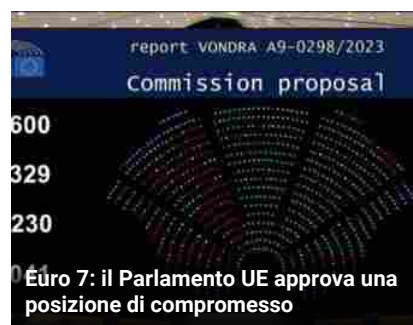 report VONDRA A9-0298/2023
Commission proposal
600
329
230
041
Euro 7: il Parlamento UE approva una
posizione di compromesso